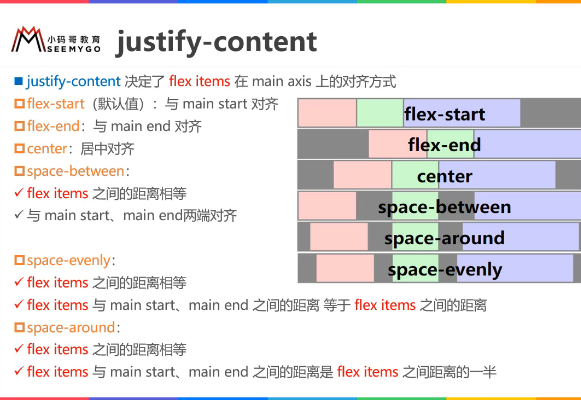 小码哥教育
SEEMYGO
justify-content
justify-content 决定了 flex items 在 main axis 上的对齐方式
flex-start（默认值）：与 main start 对齐
flex-end：与 main end 对齐
center：居中对齐
space-between：
flex items 之间的距离相等
与 main start、main end两端对齐
space-evenly：
flex items 之间的距离相等
flex items 与 main start、main end 之间的距离 等于 flex items 之间的距离
space-around：
flex items 之间的距离相等
flex items 与 main start、main end 之间的距离是 flex items 之间距离的一半
flex-start
flex-end
center
space-between
space-around
space-evenly